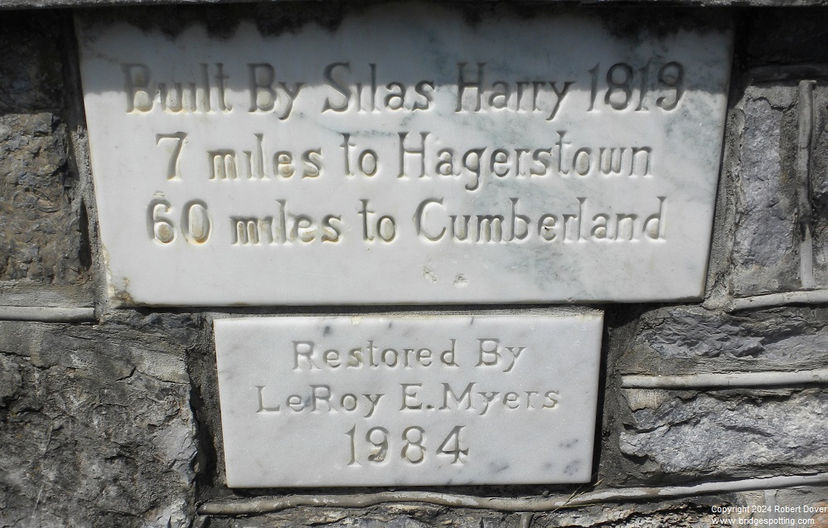 Built By Silas Harry 1819
7 miles to Hagerstown
60 miles to Cumberland
Restored By
LeRoy E. Myers
1984
Copyright 2024 Robert Dover
www.bridgespotting.com